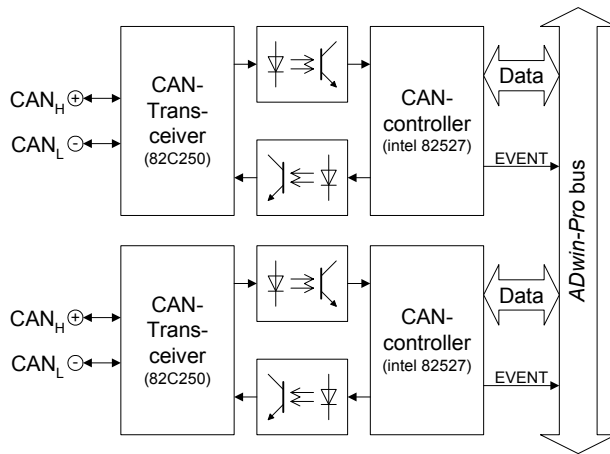 CAN-
Trans-
ceiver
(82C250)
CAN-
controller
(intel 82527)
CANH +
CANL -
Data
EVENT
ADwin-Pro bus
CAN-
Trans-
ceiver
(82C250)
CAN-
controller
(intel 82527)
CANH +
CANL -
Data
EVENT